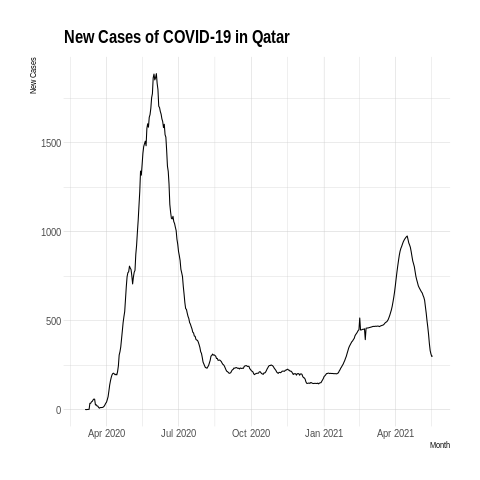 New Cases of COVID-19 in Qatar
New Cases
1500
1000
500
0
Apr 2020 Jul 2020 Oct 2020 Jan 2021 Apr 2021
Month